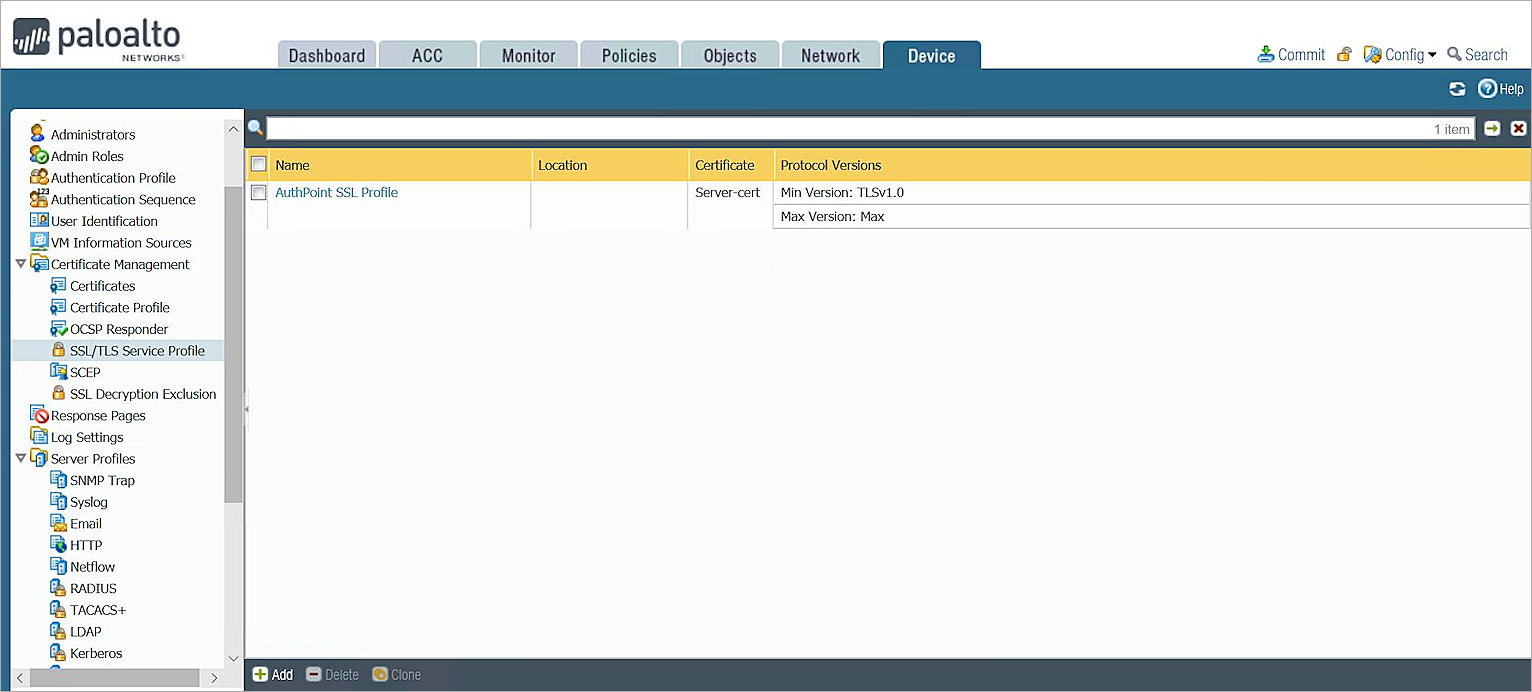 paloalto
NETWORKS®
Dashboard ACC Monitor Policies Objects Network Device
Commit Config Search
Help
1 item
Administrators
Admin Roles
Authentication Profile
Authentication Sequence
User Identification
VM Information Sources
Certificate Management
Certificates
Certificate Profile
OCSP Responder
SSL/TLS Service Profile
SCEP
SSL Decryption Exclusion
Response Pages
Log Settings
Server Profiles
SNMP Trap
Syslog
Email
HTTP
Netflow
RADIUS
TACACS+
LDAP
Kerberos
Name Location Certificate Protocol Versions
AuthPoint SSL Profile Server-cert Min Version: TLSv1.0
Max Version: Max
Add Delete Clone